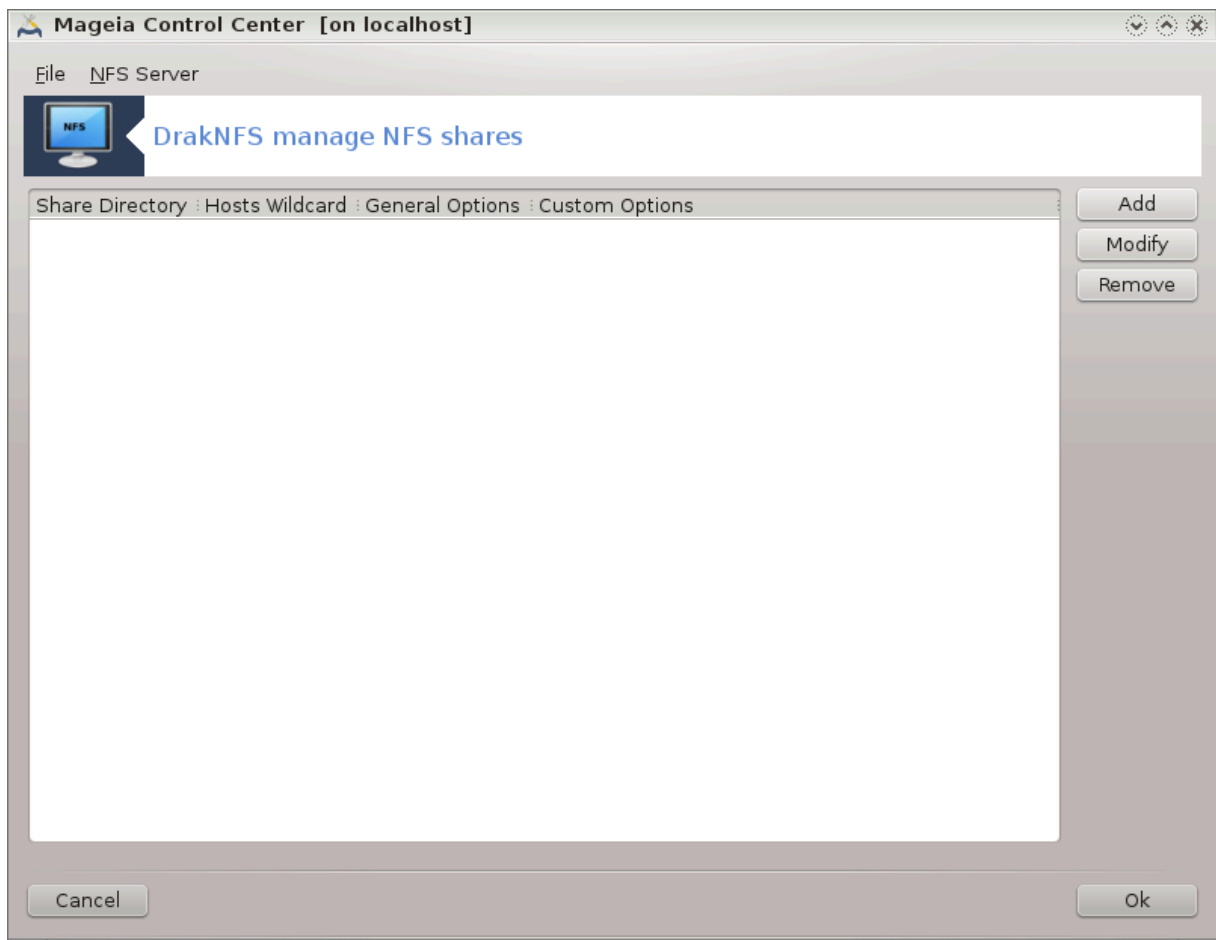 Mageia Control Center [on localhost]
File NFS Server
NFS
DrakNFS manage NFS shares
Share Directory Hosts Wildcard General Options Custom Options
Add
Modify
Remove
Cancel Ok